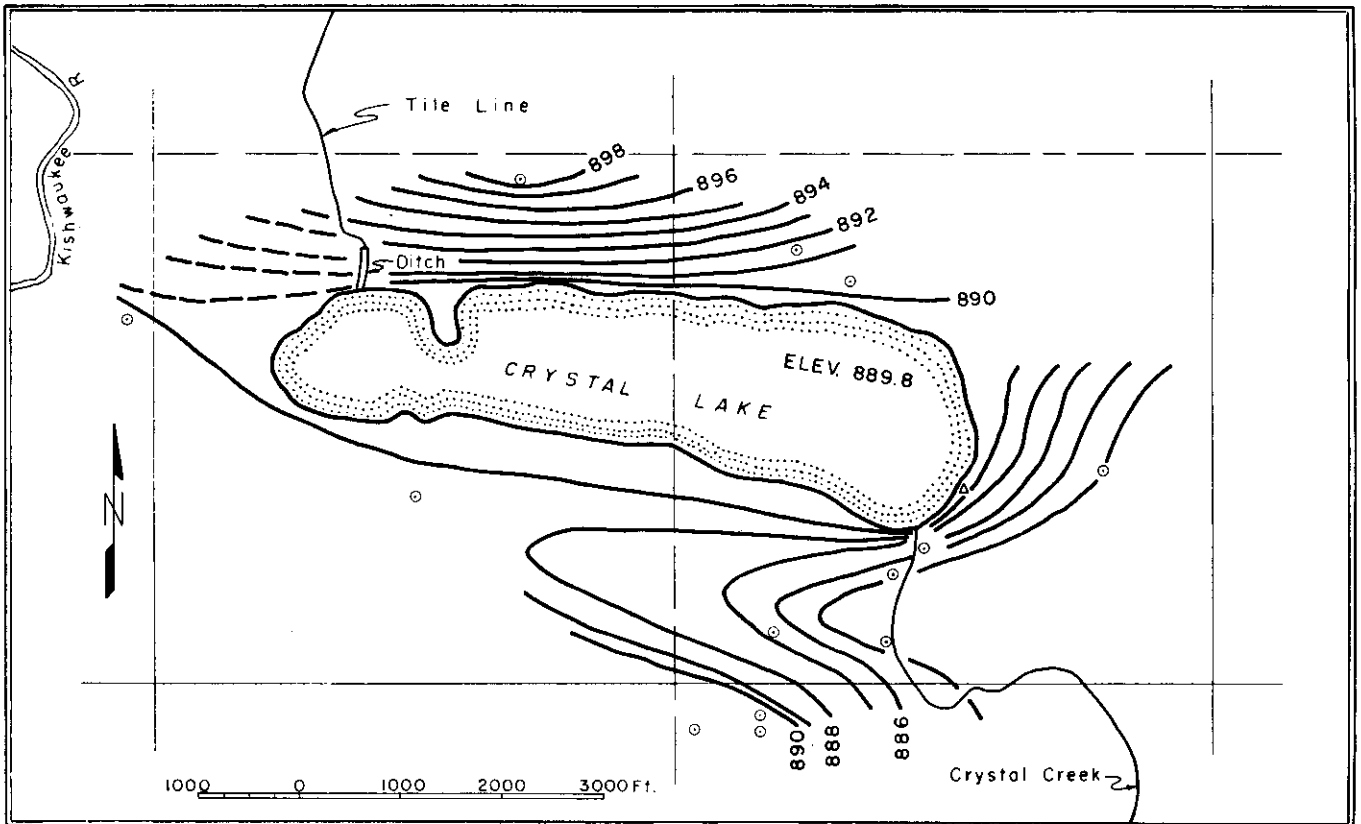 Kishwaukee R
Tile Line
898
896
894
892
Ditch
890
CRYSTAL LAKE
ELEV. 889.8
N
890
888
886
Crystal Creek
1000 0 1000 2000 3000 Ft.